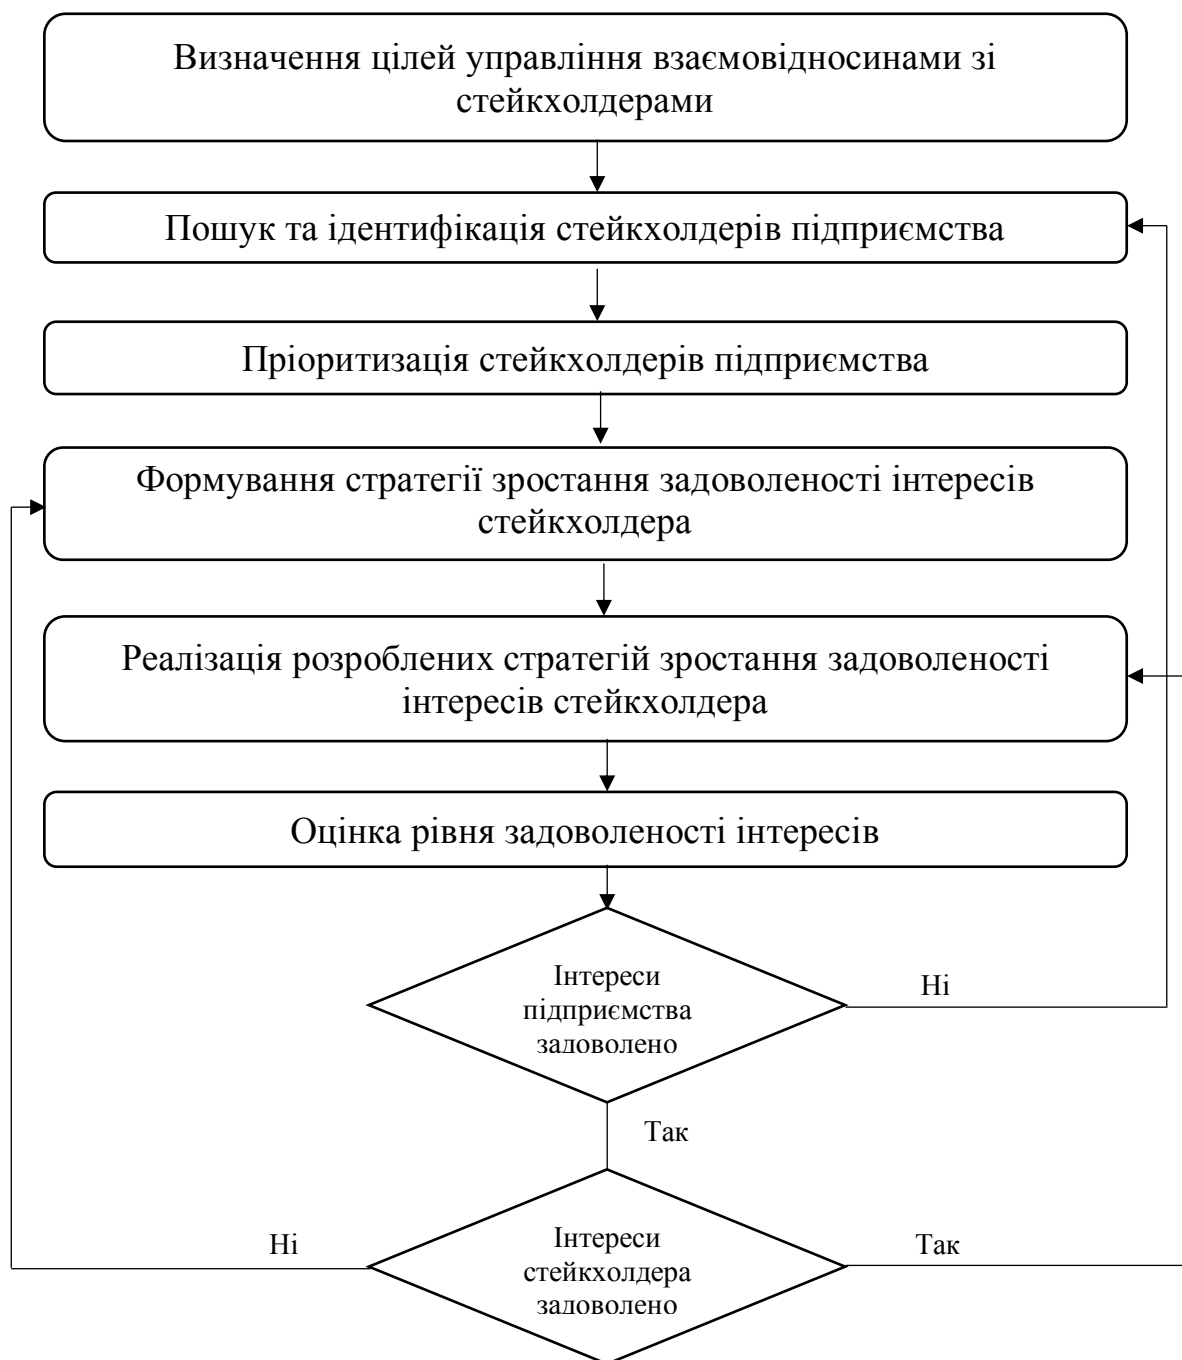 Визначення цілей управління взаємовідносинами зі
стейкхолдерами
Пошук та ідентифікація стейкхолдерів підприємства
Пріоритизація стейкхолдерів підприємства
Формування стратегії зростання задоволеності інтересів
стейкхолдера
Реалізація розроблених стратегій зростання задоволеності
інтересів стейкхолдера
Оцінка рівня задоволеності інтересів
Інтереси
підприємства
задоволено
Ні
Так
Ні
Інтереси
стейкхолдера
задоволено
Так